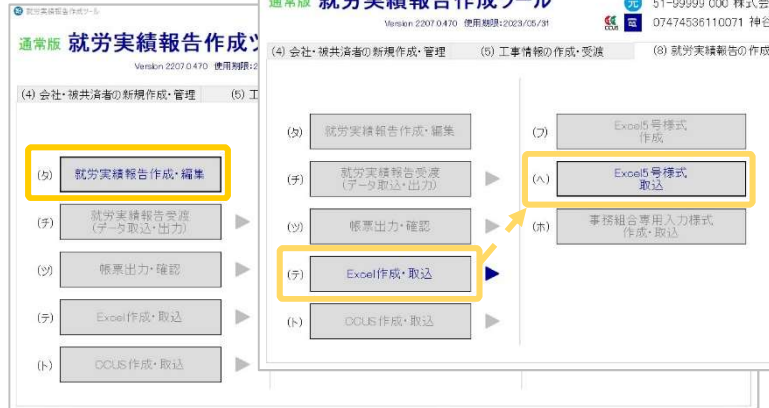 就労実績報告作成ツール
通常版 就労実績報告作成ツ
Version 2207.0.470 使用期限:2
(4) 会社・被共済者の新規作成・管理
(5) エ
(タ) 就労実績報告作成・編集
(チ) 就労実績報告受渡
(データ取込・出力)
(ツ) 帳票出力・確認
(テ) Excel作成・取込
(ト) CCUS作成・取込
通常版 就労実績報告作成ツール
Version 2207.0.470 使用期限:2023/05/31
元 51-99999 000 株式会
CCUS 電 07474536110071 神谷
(4) 会社・被共済者の新規作成・管理
(5) 工事情報の作成・受渡
(8) 就労実績報告の作成
(タ) 就労実績報告作成・編集
(チ) 就労実績報告受渡
(データ取込・出力)
(ツ) 帳票出力・確認
(テ) Excel作成・取込
(ト) CCUS作成・取込
(フ) Excel5号様式
作成
(ヘ) Excel5号様式
取込
(ホ) 事務組合専用入力様式
作成・取込